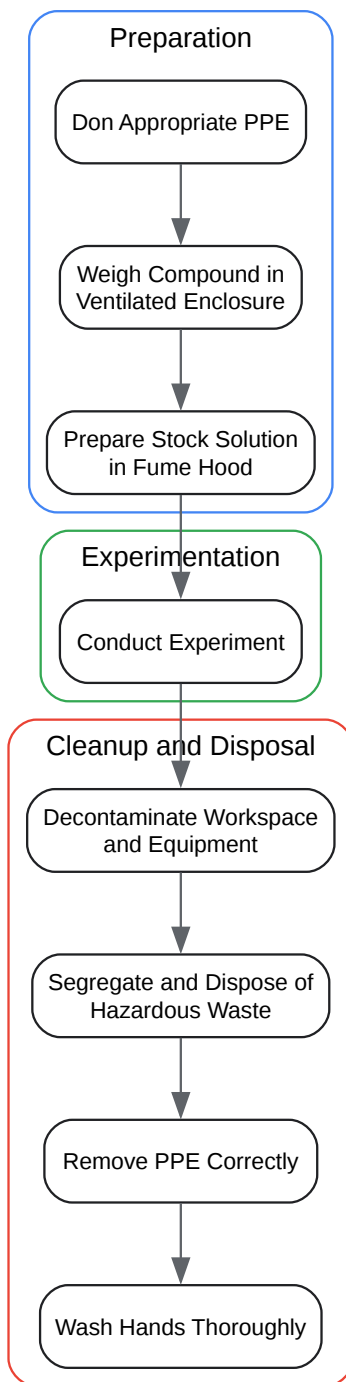 Preparation
Don Appropriate PPE
Weigh Compound in
Ventilated Enclosure
Prepare Stock Solution
in Fume Hood
Experimentation
Conduct Experiment
Cleanup and Disposal
Decontaminate Workspace
and Equipment
Segregate and Dispose of
Hazardous Waste
Remove PPE Correctly
Wash Hands Thoroughly